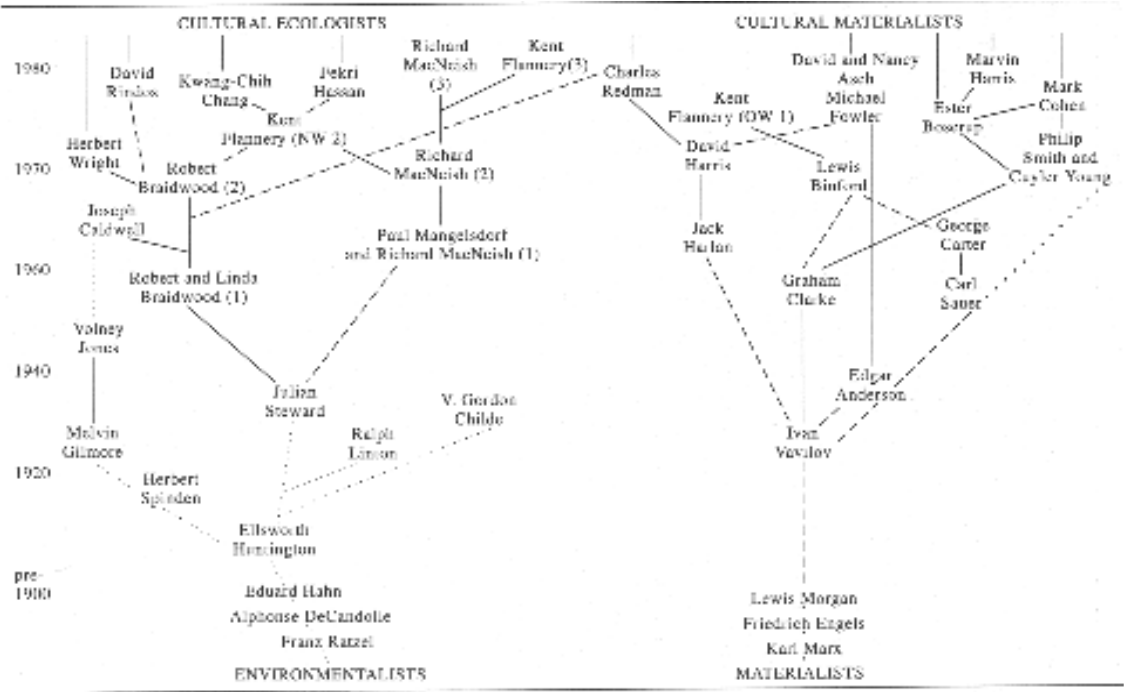 CULTURAL ECOLOGISTS
CULTURAL MATERIALISTS
1980
David
Rindos
Kwang-Chih
Chang
Fekri
Hassan
Richard
MacNeish
(3)
Kent
Flannery(3)
Charles
Redman
David and Nancy
Asch
Michael
Fowler
Marvin
Harris
Mark
Cohen
Kent
Flannery (OW 1)
Ester
Boserup
Kent
Flannery (NW 2)
Herbert
Wright
1970
Robert
Braidwood (2)
Richard
MacNeish (2)
David
Harris
Lewis
Binford
Philip
Smith and
Cuyler Young
Joseph
Caldwell
Paul Mangelsdorf
and Richard MacNeish (1)
Jack
Harlan
George
Carter
1960
Robert and Linda
Braidwood (1)
Graham
Clarke
Carl
Sauer
Volney
Jones
1940
Julian
Steward
V. Gordon
Childe
Edgar
Anderson
Melvin
Gilmore
Ralph
Linton
Ivan
Vavilov
1920
Herbert
Spinden
Ellsworth
Huntington
pre-
1900
Eduard Hahn
Alphonse DeCandolle
Franz Ratzel
Lewis Morgan
Friedrich Engels
Karl Marx
ENVIRONMENTALISTS
MATERIALISTS